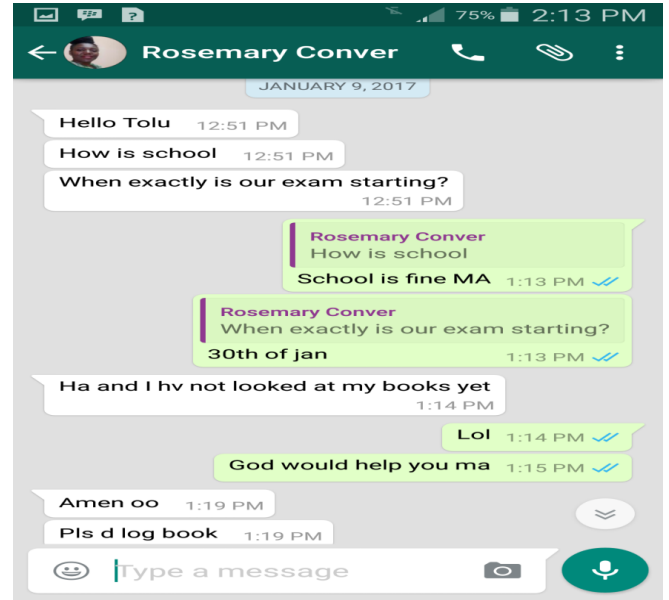 75% 2:13 PM
Rosemary Conver
JANUARY 9, 2017
Hello Tolu 12:51 PM
How is school 12:51 PM
When exactly is our exam starting?
12:51 PM
Rosemary Conver
How is school
School is fine MA 1:13 PM
Rosemary Conver
When exactly is our exam starting?
30th of jan 1:13 PM
Ha and I hv not looked at my books yet
1:14 PM
Lol 1:14 PM
God would help you ma 1:15 PM
Amen oo 1:19 PM
Pls d log book 1:19 PM
Type a message